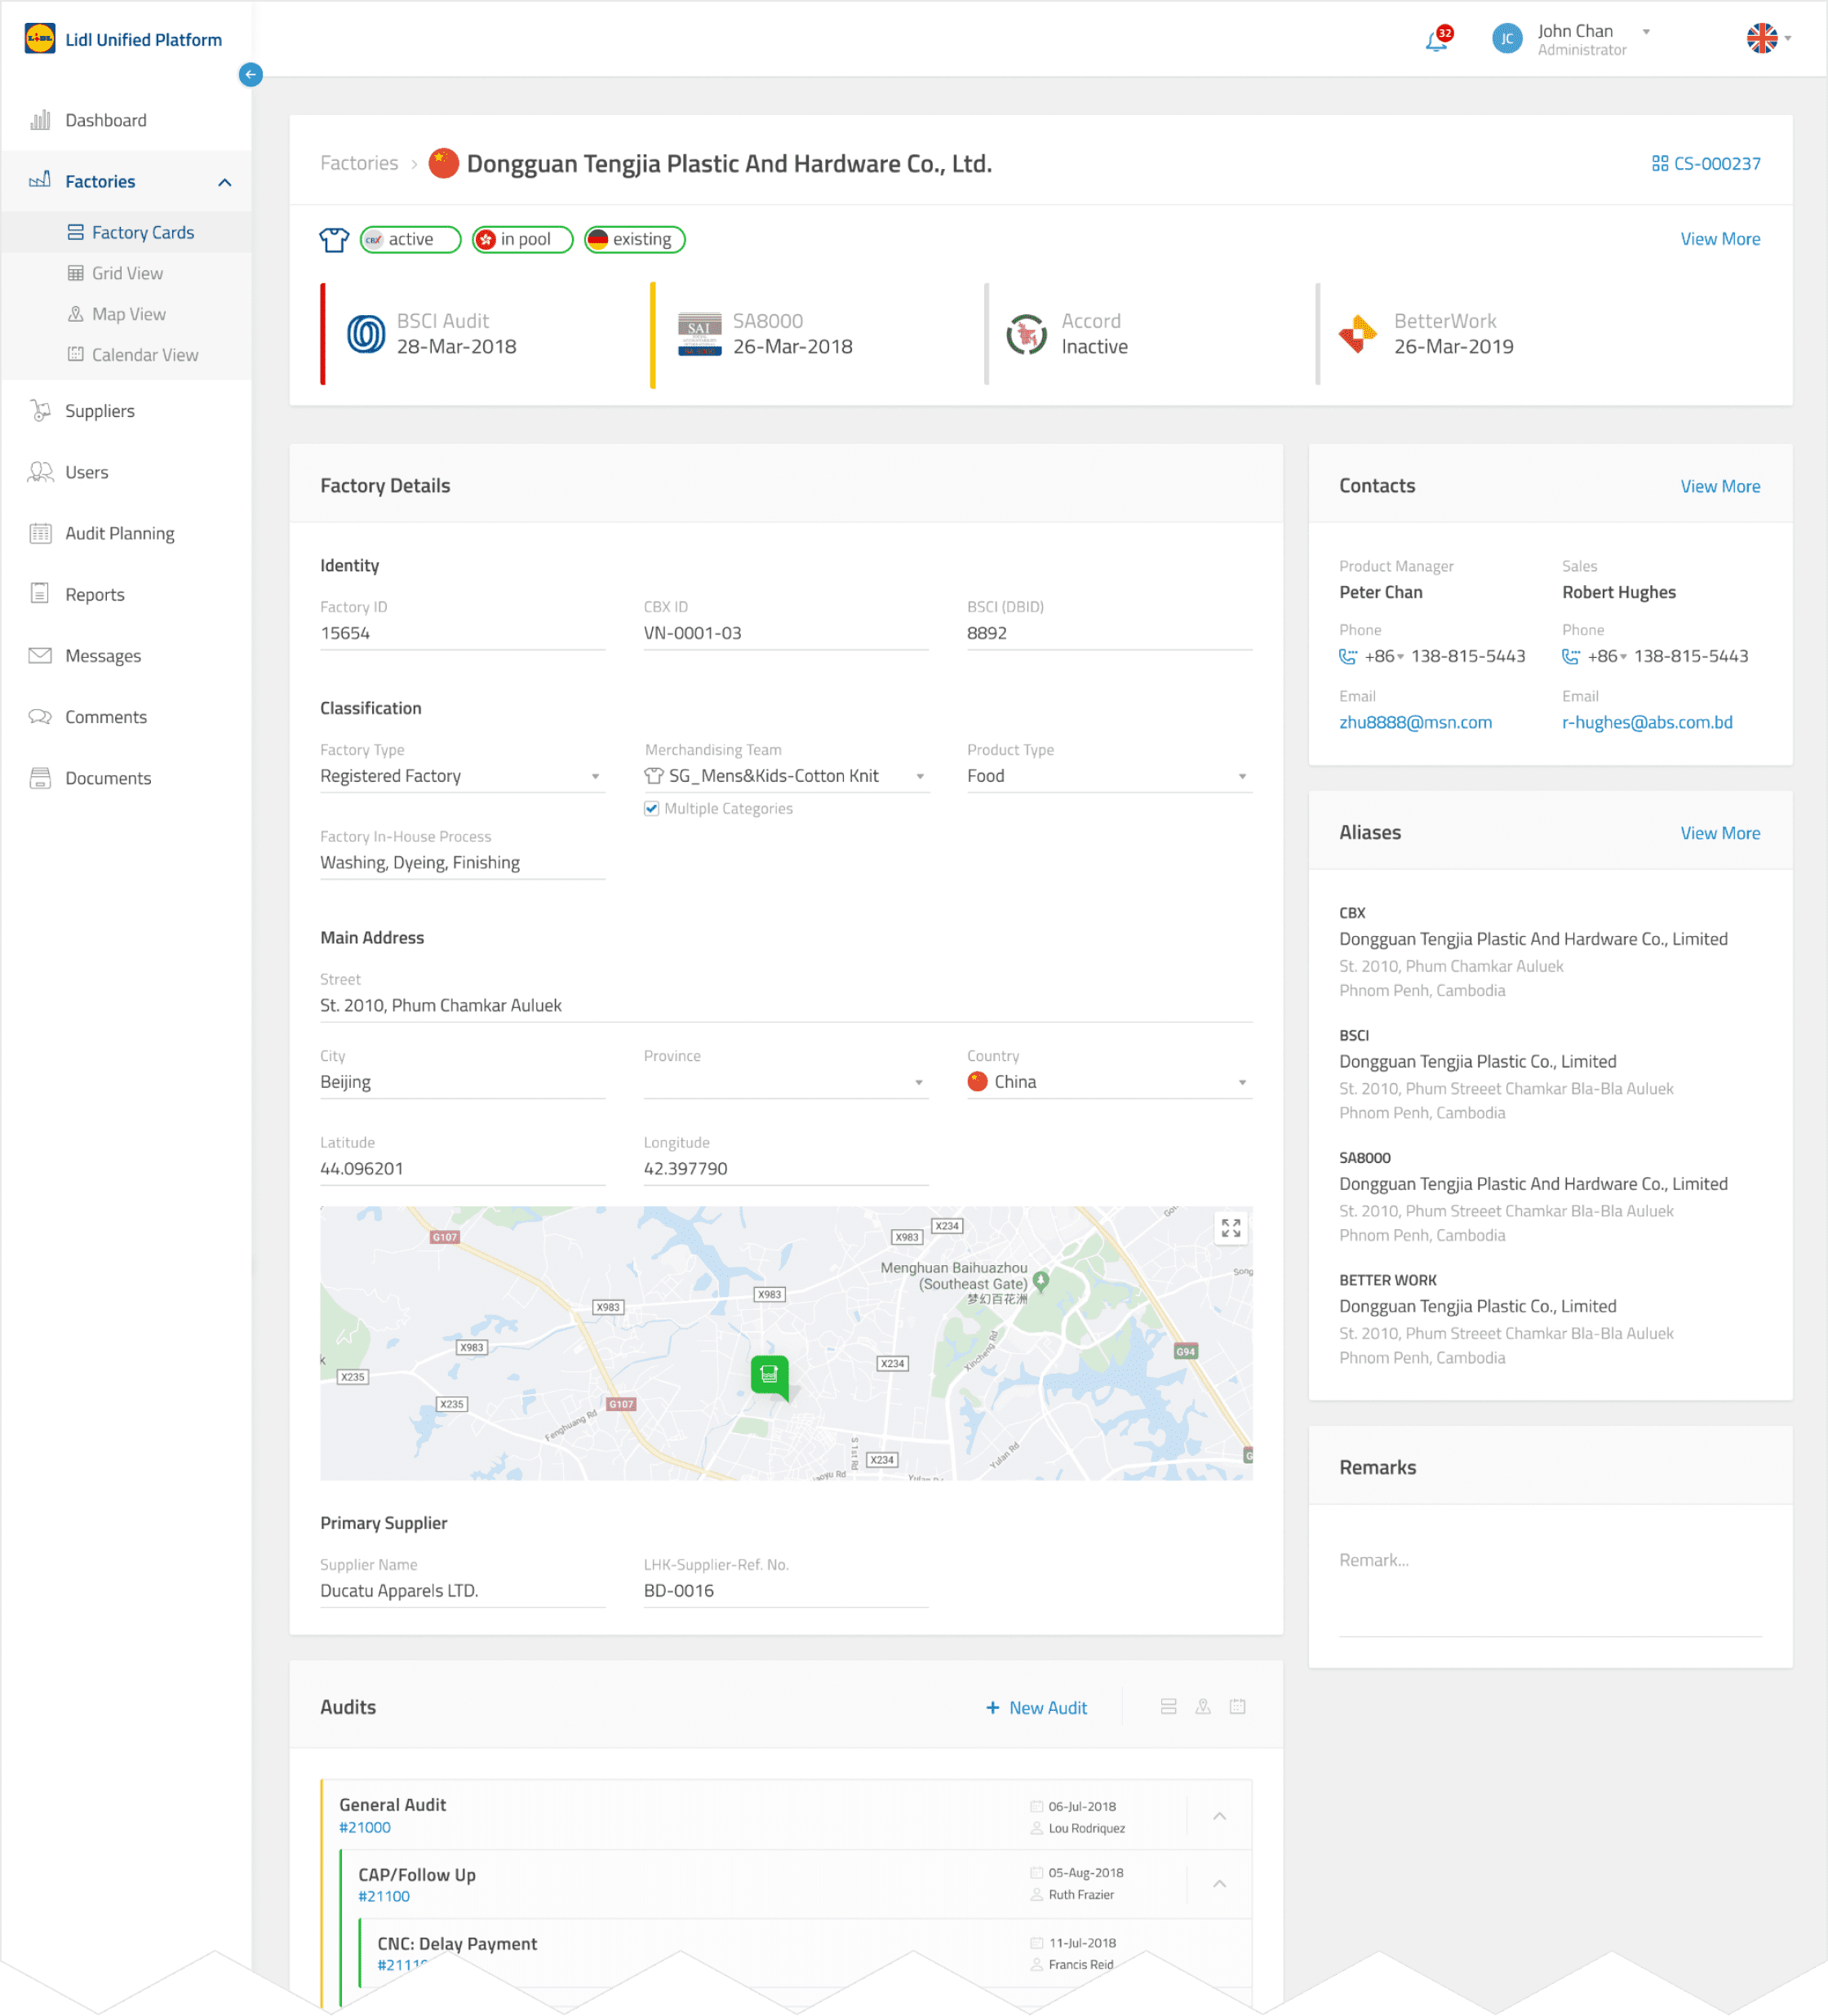 LiDL
Lidl Unified Platform
32
JC
John Chan
Administrator
Dashboard
Factories
Factory Cards
Grid View
Map View
Calendar View
Suppliers
Users
Audit Planning
Reports
Messages
Comments
Documents
Factories › Dongguan Tengjia Plastic And Hardware Co., Ltd.
CS-000237
CBX active
in pool
existing
View More
BSCI Audit
28-Mar-2018
SAI
SA8000
26-Mar-2018
Accord
Inactive
BetterWork
26-Mar-2019
Factory Details
Identity
Factory ID
15654
CBX ID
VN-0001-03
BSCI (DBID)
8892
Classification
Factory Type
Registered Factory
Merchandising Team
SG_Mens&Kids-Cotton Knit
Multiple Categories
Product Type
Food
Factory In-House Process
Washing, Dyeing, Finishing
Main Address
Street
St. 2010, Phum Chamkar Auluek
City
Beijing
Province
Country
China
Latitude
44.096201
Longitude
42.397790
G107
X983
X234
Menghuan Baihuazhou
(Southeast Gate)
梦幻百花洲
Song
X983
X983
X983
k
X235
X235
G107
Fenghuang Rd
X234
Xincheng Rd
G94
S 1st Rd
X234
Yulan Rd
G
Primary Supplier
Supplier Name
Ducatu Apparels LTD.
LHK-Supplier-Ref. No.
BD-0016
Audits
+ New Audit
General Audit
#21000
06-Jul-2018
Lou Rodriquez
CAP/Follow Up
#21100
05-Aug-2018
Ruth Frazier
CNC: Delay Payment
#21110
11-Jul-2018
Francis Reid
Contacts
View More
Product Manager
Peter Chan
Phone
+86 138-815-5443
Email
zhu8888@msn.com
Sales
Robert Hughes
Phone
+86 138-815-5443
Email
r-hughes@abs.com.bd
Aliases
View More
CBX
Dongguan Tengjia Plastic And Hardware Co., Limited
St. 2010, Phum Chamkar Auluek
Phnom Penh, Cambodia
BSCI
Dongguan Tengjia Plastic Co., Limited
St. 2010, Phum Streeet Chamkar Bla-Bla Auluek
Phnom Penh, Cambodia
SA8000
Dongguan Tengjia Plastic And Hardware Co., Limited
St. 2010, Phum Streeet Chamkar Bla-Bla Auluek
Phnom Penh, Cambodia
BETTER WORK
Dongguan Tengjia Plastic Co., Limited
St. 2010, Phum Streeet Chamkar Bla-Bla Auluek
Phnom Penh, Cambodia
Remarks
Remark...